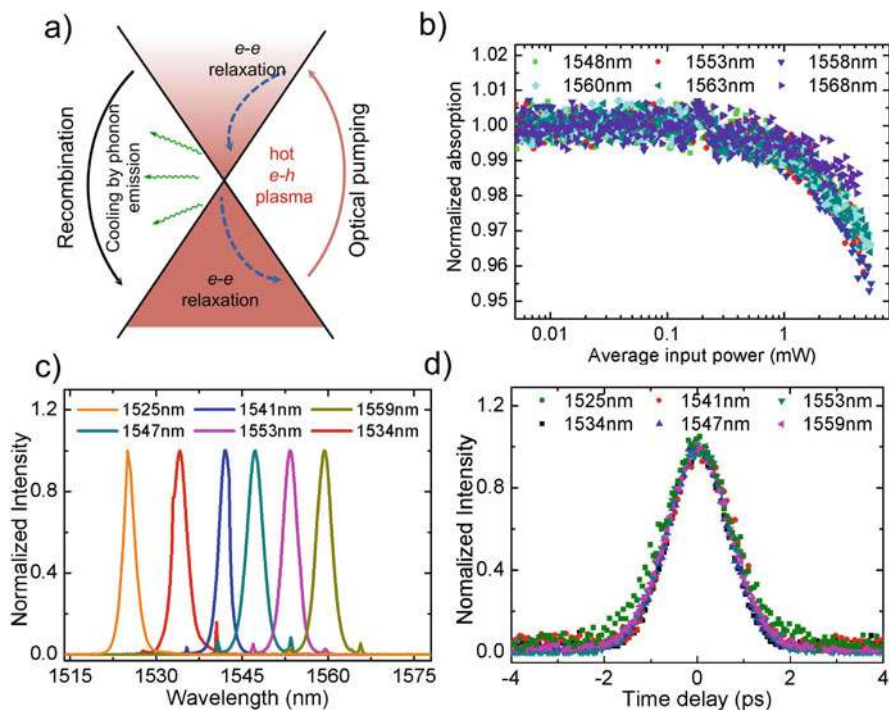 a)
e-e
relaxation
Recombination
Cooling by phonon
emission
hot
e-h
plasma
Optical pumping
e-e
relaxation
b)
Normalized absorption
1.02
1.01
1.00
0.99
0.98
0.97
0.96
0.95
1548nm 1553nm 1558nm
1560nm 1563nm 1568nm
0.01 0.1 1
Average input power (mW)
c)
Normalized Intensity
1.2
0.8
0.4
0.0
1525nm 1541nm 1559nm
1547nm 1553nm 1534nm
1515 1530 1545 1560 1575
Wavelength (nm)
d)
Normalized Intensity
1.2
0.8
0.4
0.0
1525nm 1541nm 1553nm
1534nm 1547nm 1559nm
-4 -2 0 2 4
Time delay (ps)